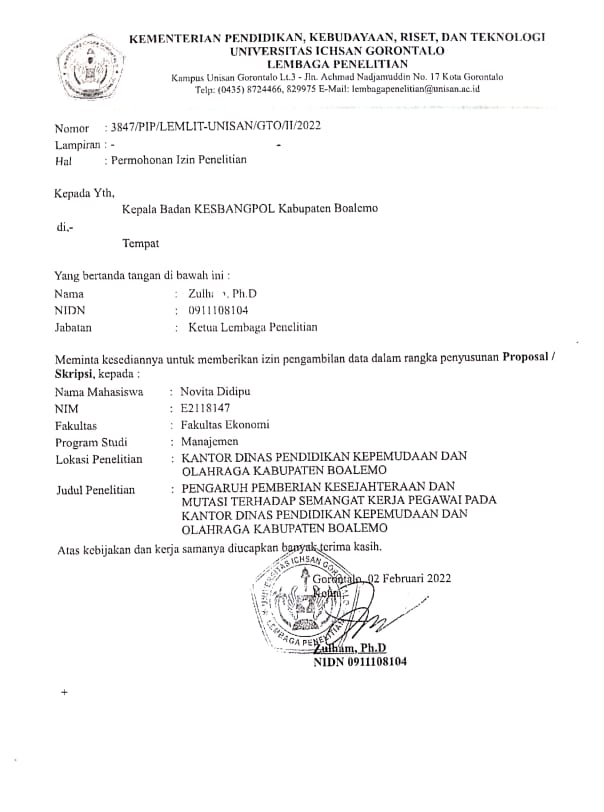 KEMENTERIAN PENDIDIKAN, KEBUDAYAAN, RISET, DAN TEKNOLOGI
UNIVERSITAS ICHSAN GORONTALO
LEMBAGA PENELITIAN
Kampus Unisan Gorontalo Lt.3 - Jln. Achmad Nadjamuddin No. 17 Kota Gorontalo
Telp: (0435) 8724466, 829975 E-Mail: lembagapenelitian@unisan.ac.id
Nomor : 3847/PIP/LEMLIT-UNISAN/GTO/II/2022
Lampiran : -
Hal : Permohonan Izin Penelitian
Kepada Yth,
Kepala Badan KESBANGPOL Kabupaten Boalemo
di,-
Tempat
Yang bertanda tangan di bawah ini :
Nama : Zulham, Ph.D
NIDN : 0911108104
Jabatan : Ketua Lembaga Penelitian
Meminta kesediannya untuk memberikan izin pengambilan data dalam rangka penyusunan Proposal /
Skripsi, kepada :
Nama Mahasiswa : Novita Didipu
NIM : E2118147
Fakultas : Fakultas Ekonomi
Program Studi : Manajemen
Lokasi Penelitian : KANTOR DINAS PENDIDIKAN KEPEMUDAAN DAN
OLAHRAGA KABUPATEN BOALEMO
Judul Penelitian : PENGARUH PEMBERIAN KESEJAHTERAAN DAN
MUTASI TERHADAP SEMANGAT KERJA PEGAWAI PADA
KANTOR DINAS PENDIDIKAN KEPEMUDAAN DAN
OLAHRAGA KABUPATEN BOALEMO
Atas kebijakan dan kerja samanya diucapkan banyak terima kasih.
Gorontalo, 02 Februari 2022
UNIVERSITAS ICHSAN GORONTALO
LEMBAGA PENELITIAN
Zulham, Ph.D
NIDN 0911108104